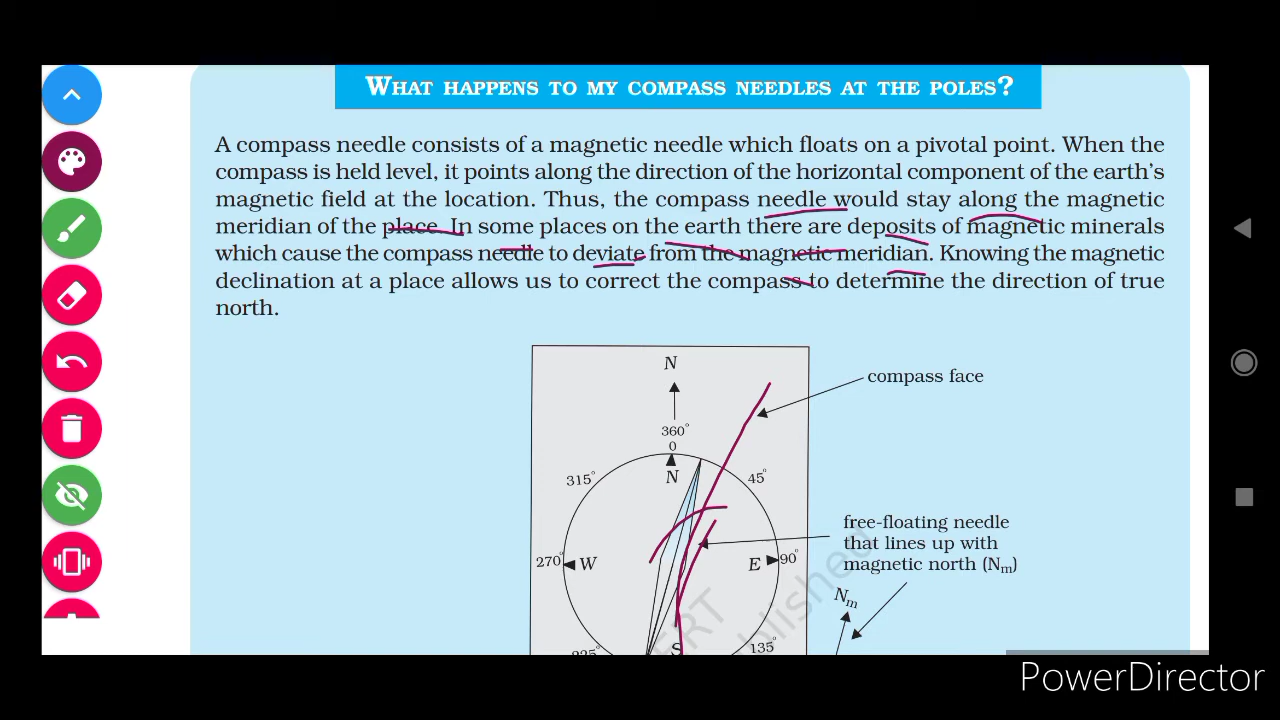 WHAT HAPPENS TO MY COMPASS NEEDLES AT THE POLES?
A compass needle consists of a magnetic needle which floats on a pivotal point. When the
compass is held level, it points along the direction of the horizontal component of the earth's
magnetic field at the location. Thus, the compass needle would stay along the magnetic
meridian of the place. In some places on the earth there are deposits of magnetic minerals
which cause the compass needle to deviate from the magnetic meridian. Knowing the magnetic
declination at a place allows us to correct the compass to determine the direction of true
north.
N
compass face
360°
0
N
315°
45°
free-floating needle
that lines up with
magnetic north (Nm)
270°
W
E
90°
Nm
S
225°
135°
PowerDirector